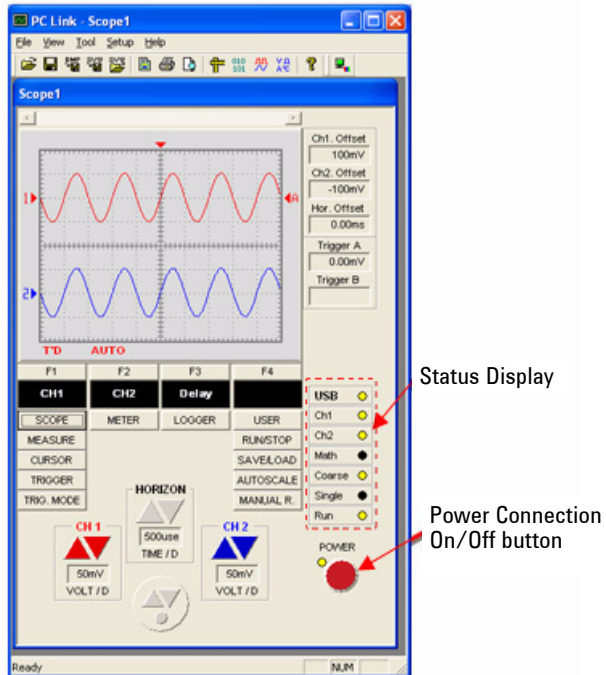 PC Link - Scope1
File View Tool Setup Help
Scope1
Ch1. Offset
100mV
Ch2. Offset
-100mV
Hor. Offset
0.00ms
Trigger A
0.00mV
Trigger B
1
A
2
T'D AUTO
F1 F2 F3 F4
CH1 CH2 Delay
SCOPE METER LOGGER USER
MEASURE RUN/STOP
CURSOR SAVE/LOAD
TRIGGER AUTOSCALE
TRIG. MODE MANUAL R.
USB
Ch1
Ch2
Math
Coarse
Single
Run
Status Display
HORIZON
500use
TIME / D
CH 1
50mV
VOLT / D
CH 2
50mV
VOLT / D
POWER
Power Connection
On/Off button
Ready NUM